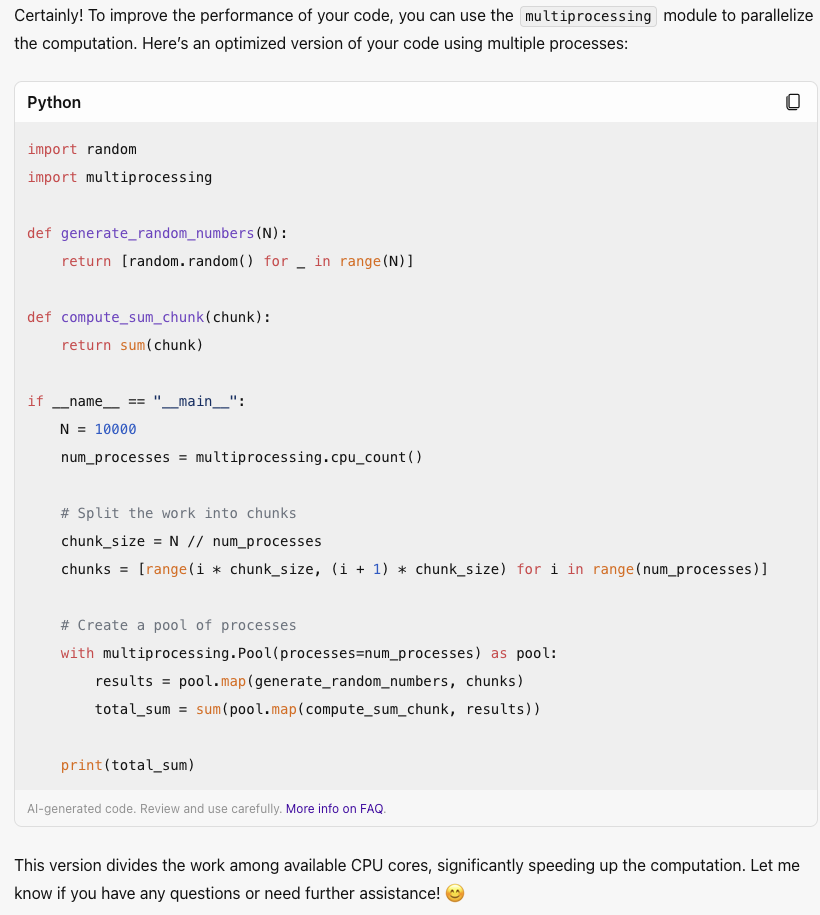 Certainly! To improve the performance of your code, you can use the multiprocessing module to parallelize
the computation. Here’s an optimized version of your code using multiple processes:
Python
import random
import multiprocessing
def generate_random_numbers(N):
    return [random.random() for _ in range(N)]
def compute_sum_chunk(chunk):
    return sum(chunk)
if __name__ == "__main__":
    N = 10000
    num_processes = multiprocessing.cpu_count()
    # Split the work into chunks
    chunk_size = N // num_processes
    chunks = [range(i * chunk_size, (i + 1) * chunk_size) for i in range(num_processes)]
    # Create a pool of processes
    with multiprocessing.Pool(processes=num_processes) as pool:
        results = pool.map(generate_random_numbers, chunks)
        total_sum = sum(pool.map(compute_sum_chunk, results))
    print(total_sum)
AI-generated code. Review and use carefully. More info on FAQ.
This version divides the work among available CPU cores, significantly speeding up the computation. Let me
know if you have any questions or need further assistance! 😊